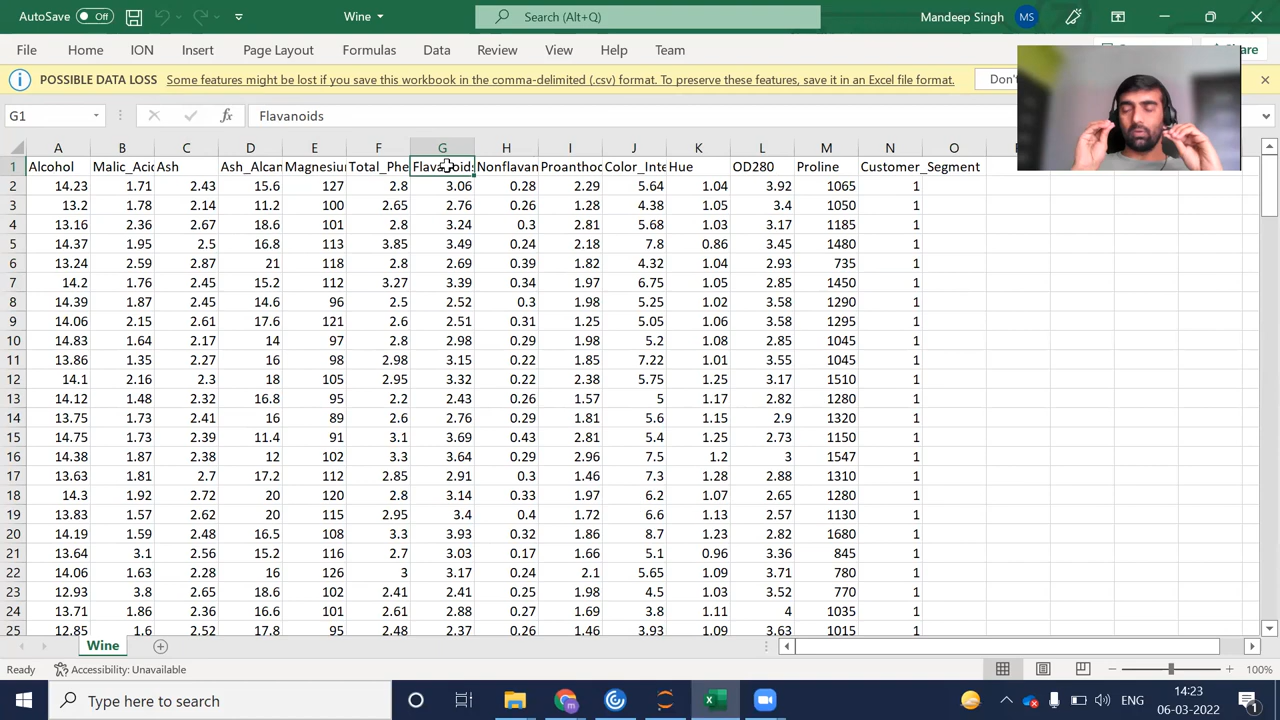 AutoSave Off Wine Search (Alt+Q) Mandeep Singh MS
File Home ION Insert Page Layout Formulas Data Review View Help Team Share
POSSIBLE DATA LOSS Some features might be lost if you save this workbook in the comma-delimited (.csv) format. To preserve these features, save it in an Excel file format. Don'
G1 fx Flavanoids
A B C D E F G H I J K L M N O
1 Alcohol Malic_Acid Ash Ash_Alcan Magnesiun Total_Phe Flavanoids Nonflavan Proanthoc Color_Inte Hue OD280 Proline Customer_Segment
2 14.23 1.71 2.43 15.6 127 2.8 3.06 0.28 2.29 5.64 1.04 3.92 1065 1
3 13.2 1.78 2.14 11.2 100 2.65 2.76 0.26 1.28 4.38 1.05 3.4 1050 1
4 13.16 2.36 2.67 18.6 101 2.8 3.24 0.3 2.81 5.68 1.03 3.17 1185 1
5 14.37 1.95 2.5 16.8 113 3.85 3.49 0.24 2.18 7.8 0.86 3.45 1480 1
6 13.24 2.59 2.87 21 118 2.8 2.69 0.39 1.82 4.32 1.04 2.93 735 1
7 14.2 1.76 2.45 15.2 112 3.27 3.39 0.34 1.97 6.75 1.05 2.85 1450 1
8 14.39 1.87 2.45 14.6 96 2.5 2.52 0.3 1.98 5.25 1.02 3.58 1290 1
9 14.06 2.15 2.61 17.6 121 2.6 2.51 0.31 1.25 5.05 1.06 3.58 1295 1
10 14.83 1.64 2.17 14 97 2.8 2.98 0.29 1.98 5.2 1.08 2.85 1045 1
11 13.86 1.35 2.27 16 98 2.98 3.15 0.22 1.85 7.22 1.01 3.55 1045 1
12 14.1 2.16 2.3 18 105 2.95 3.32 0.22 2.38 5.75 1.25 3.17 1510 1
13 14.12 1.48 2.32 16.8 95 2.2 2.43 0.26 1.57 5 1.17 2.82 1280 1
14 13.75 1.73 2.41 16 89 2.6 2.76 0.29 1.81 5.6 1.15 2.9 1320 1
15 14.75 1.73 2.39 11.4 91 3.1 3.69 0.43 2.81 5.4 1.25 2.73 1150 1
16 14.38 1.87 2.38 12 102 3.3 3.64 0.29 2.96 7.5 1.2 3 1547 1
17 13.63 1.81 2.7 17.2 112 2.85 2.91 0.3 1.46 7.3 1.28 2.88 1310 1
18 14.3 1.92 2.72 20 120 2.8 3.14 0.33 1.97 6.2 1.07 2.65 1280 1
19 13.83 1.57 2.62 20 115 2.95 3.4 0.4 1.72 6.6 1.13 2.57 1130 1
20 14.19 1.59 2.48 16.5 108 3.3 3.93 0.32 1.86 8.7 1.23 2.82 1680 1
21 13.64 3.1 2.56 15.2 116 2.7 3.03 0.17 1.66 5.1 0.96 3.36 845 1
22 14.06 1.63 2.28 16 126 3 3.17 0.24 2.1 5.65 1.09 3.71 780 1
23 12.93 3.8 2.65 18.6 102 2.41 2.41 0.25 1.98 4.5 1.03 3.52 770 1
24 13.71 1.86 2.36 16.6 101 2.61 2.88 0.27 1.69 3.8 1.11 4 1035 1
25 12.85 1.6 2.52 17.8 95 2.48 2.37 0.26 1.46 3.93 1.09 3.63 1015 1
Wine
Ready Accessibility: Unavailable 100%
Type here to search ENG 14:23
06-03-2022 1